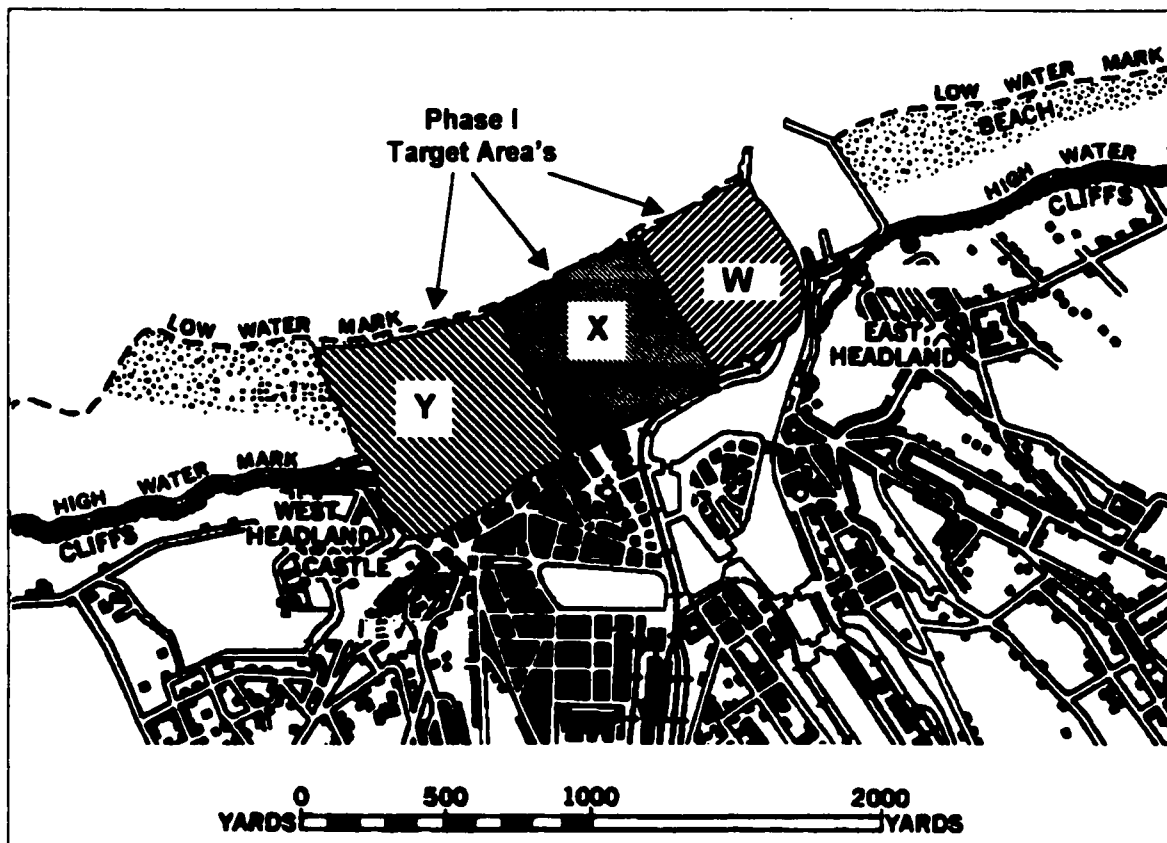 Phase I
Target Area's
LOW WATER MARK
BEACH
HIGH WATER
CLIFFS
W
X
Y
LOW WATER MARK
EAST
HEADLAND
HIGH WATER MARK
CLIFFS
WEST
HEADLAND
CASTLE
0 500 1000 2000
YARDS YARDS